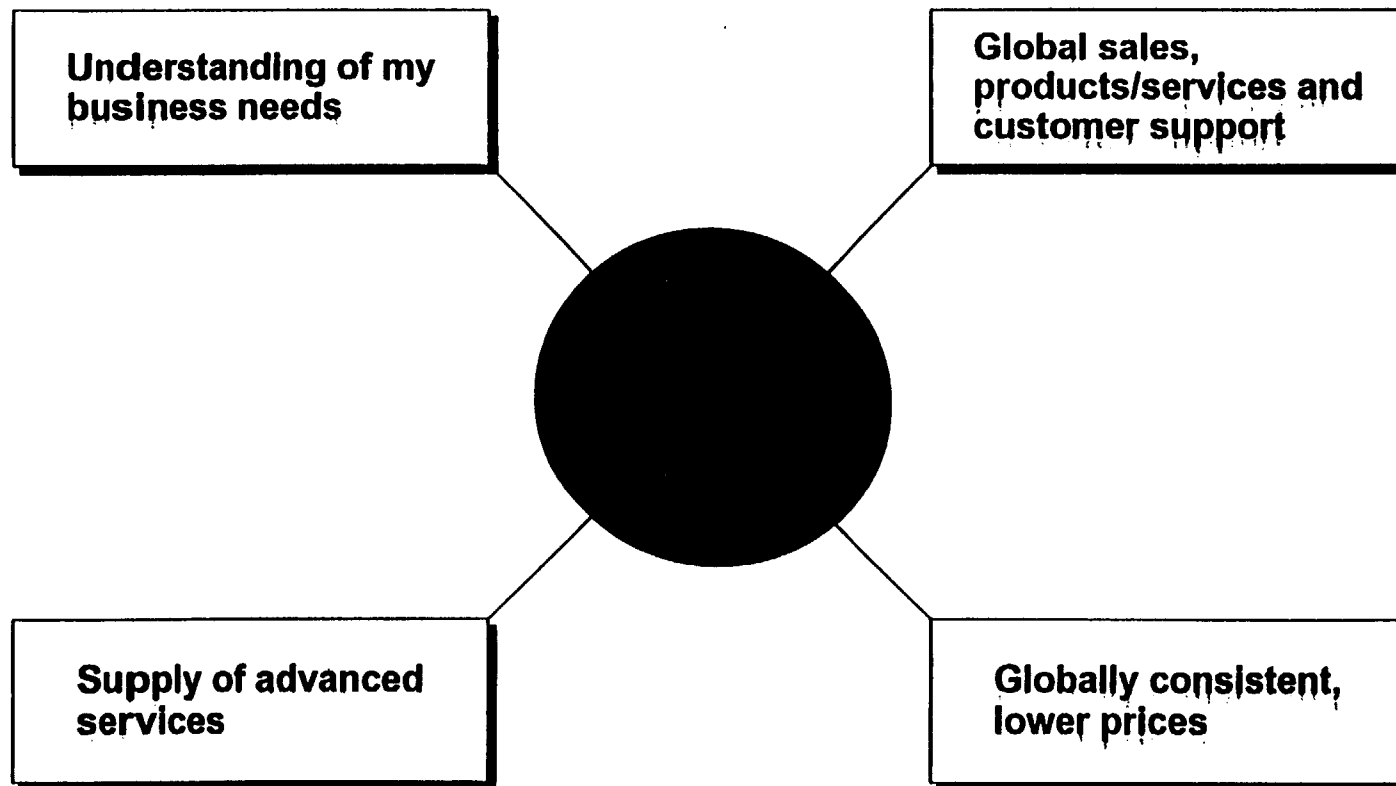 Understanding of my
business needs
Global sales,
products/services and
customer support
Supply of advanced
services
Globally consistent,
lower prices